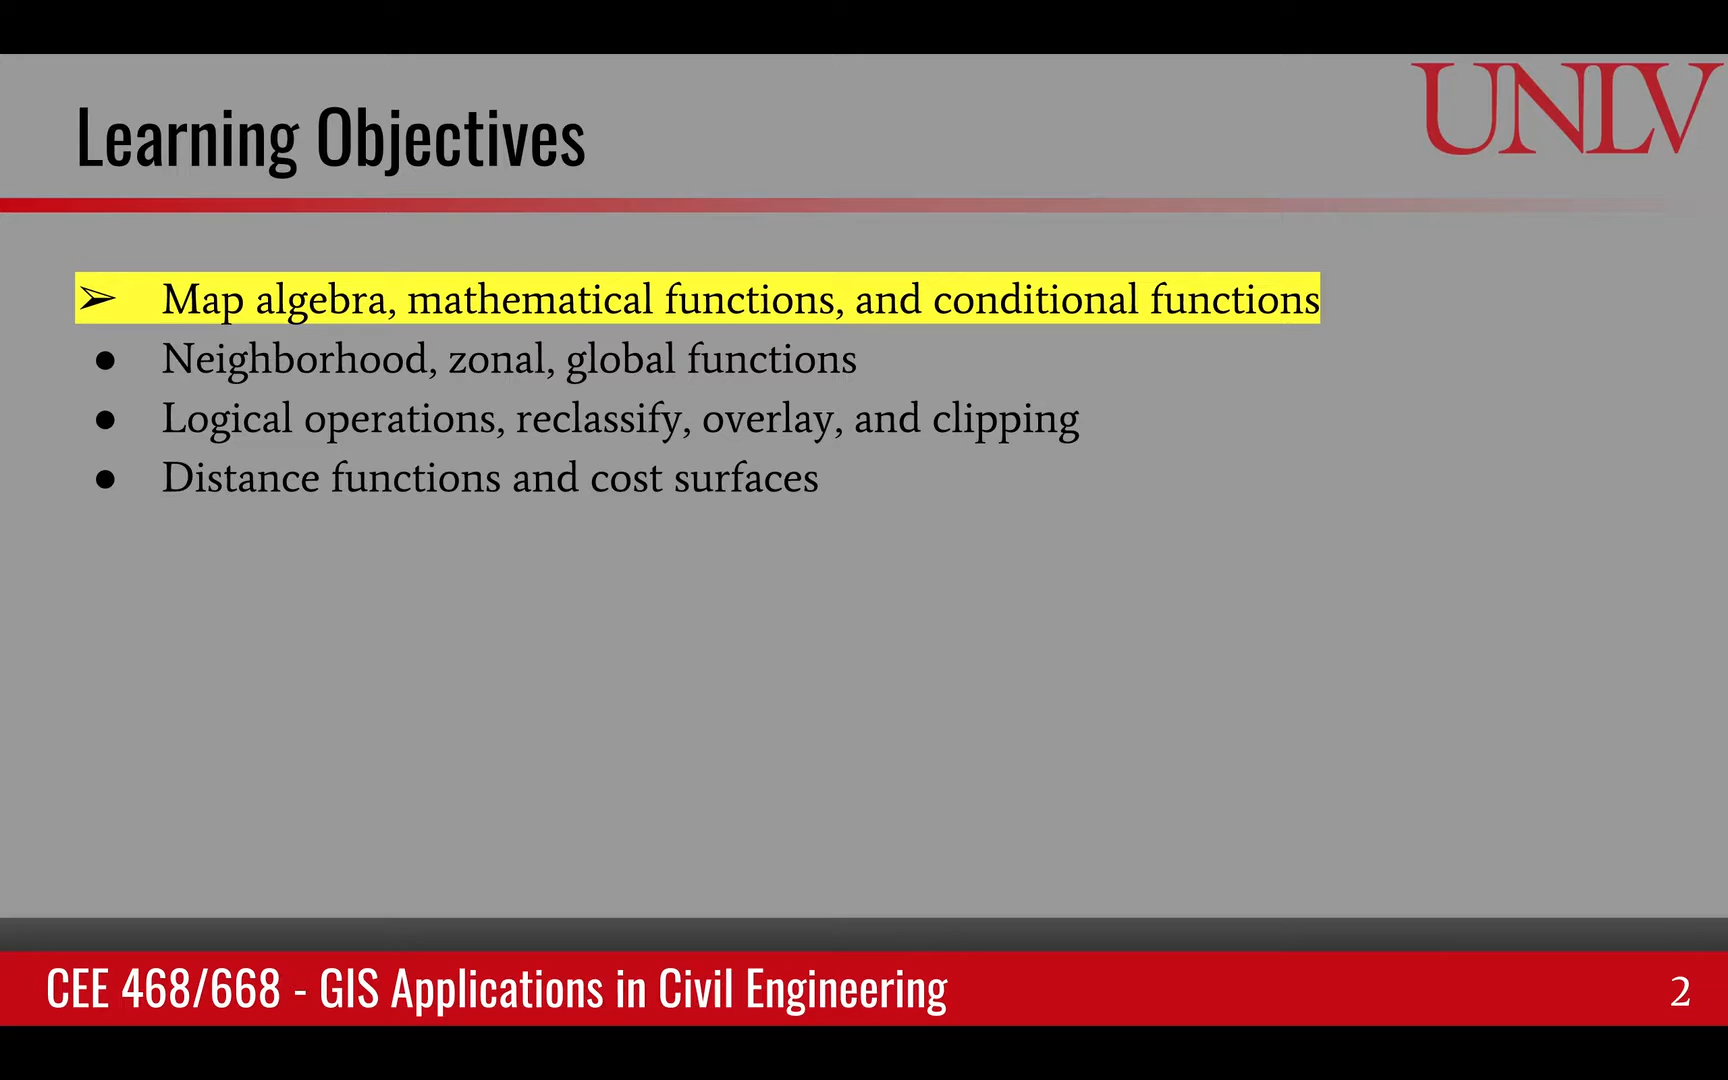 UNLV
Learning Objectives
➢ Map algebra, mathematical functions, and conditional functions
● Neighborhood, zonal, global functions
● Logical operations, reclassify, overlay, and clipping
● Distance functions and cost surfaces
CEE 468/668 - GIS Applications in Civil Engineering
2